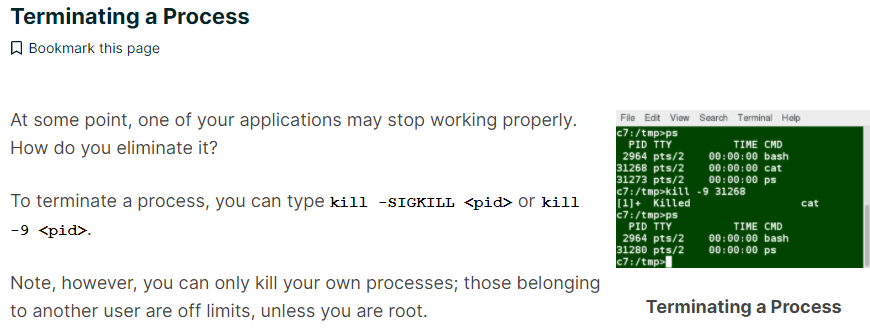 Terminating a Process
Bookmark this page
At some point, one of your applications may stop working properly.
How do you eliminate it?
To terminate a process, you can type kill -SIGKILL <pid> or kill
-9 <pid>.
Note, however, you can only kill your own processes; those belonging
to another user are off limits, unless you are root.
File Edit View Search Terminal Help
c7:/tmp>ps
PID TTY TIME CMD
2964 pts/2 00:00:00 bash
31268 pts/2 00:00:00 cat
31273 pts/2 00:00:00 ps
c7:/tmp>kill -9 31268
[1]+ Killed cat
c7:/tmp>ps
PID TTY TIME CMD
2964 pts/2 00:00:00 bash
31280 pts/2 00:00:00 ps
c7:/tmp>
Terminating a Process